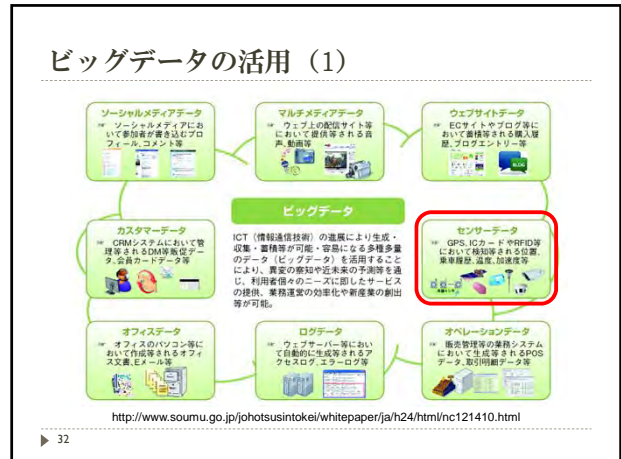 ビッグデータの活用（1）
ソーシャルメディアデータ
☞ ソーシャルメディアにお
いて参加者が書き込むプロ
フィール、コメント等
マルチメディアデータ
☞ ウェブ上の配信サイト等
において提供等される音
声、動画等
ウェブサイトデータ
☞ ECサイトやブログ等に
おいて蓄積等される購入履
歴、ブログエントリー等
BLOG
ビッグデータ
ICT（情報通信技術）の進展により生成・
収集・蓄積等が可能・容易になる多種多量
のデータ（ビッグデータ）を活用すること
により、異変の察知や近未来の予測等を通
じ、利用者個々のニーズに即したサービス
の提供、業務運営の効率化や新産業の創出
等が可能。
カスタマーデータ
☞ CRMシステムにおいて管
理等されるDM等販促デー
タ、会員カードデータ等
センサーデータ
☞ GPS、ICカードやRFID等
において検知等される位置、
乗車履歴、温度、加速度等
オフィスデータ
☞ オフィスのパソコン等に
おいて作成等されるオフィ
ス文書、Eメール等
ログデータ
☞ ウェブサーバー等におい
て自動的に生成等されるア
クセスログ、エラーログ等
オペレーションデータ
☞ 販売管理等の業務システム
において生成等されるPOS
データ、取引明細データ等
http://www.soumu.go.jp/johotsusintokei/whitepaper/ja/h24/html/nc121410.html
32